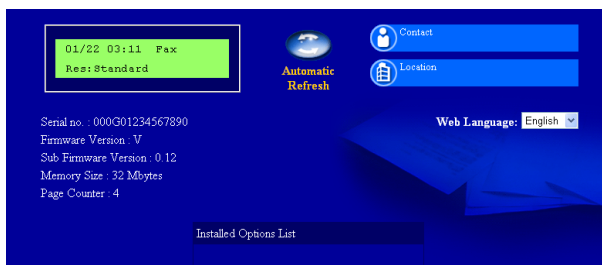 01/22 03:11 Fax
Res:Standard
Automatic
Refresh
Contact
Location
Serial no. : 000G01234567890
Firmware Version : V
Sub Firmware Version : 0.12
Memory Size : 32 Mbytes
Page Counter : 4
Web Language: English
Installed Options List